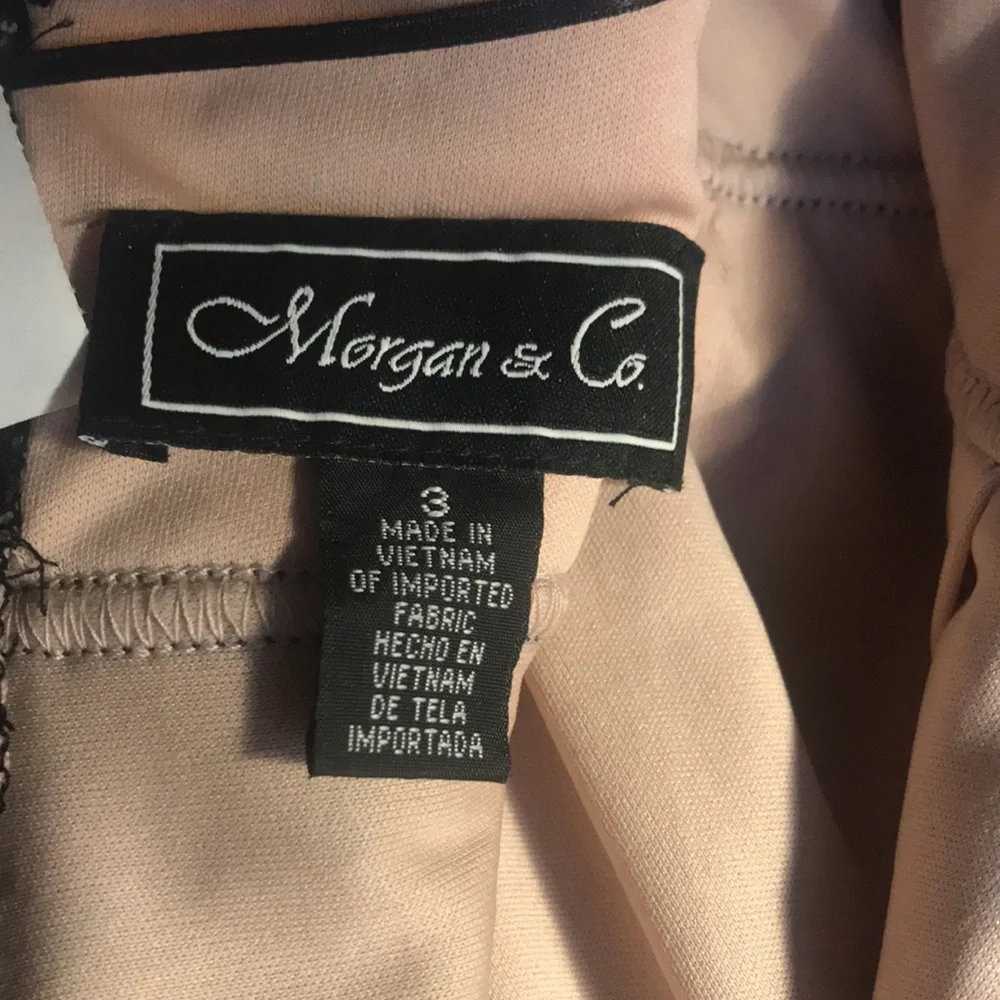 Morgan & Co.
3
MADE IN
VIETNAM
OF IMPORTED
FABRIC
HECHO EN
VIETNAM
DE TELA
IMPORTADA